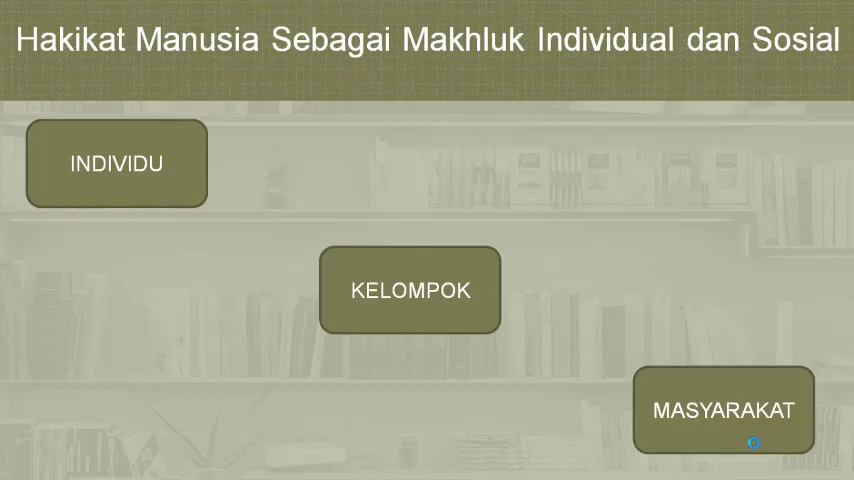 Hakikat Manusia Sebagai Makhluk Individual dan Sosial
INDIVIDU
KELOMPOK
MASYARAKAT